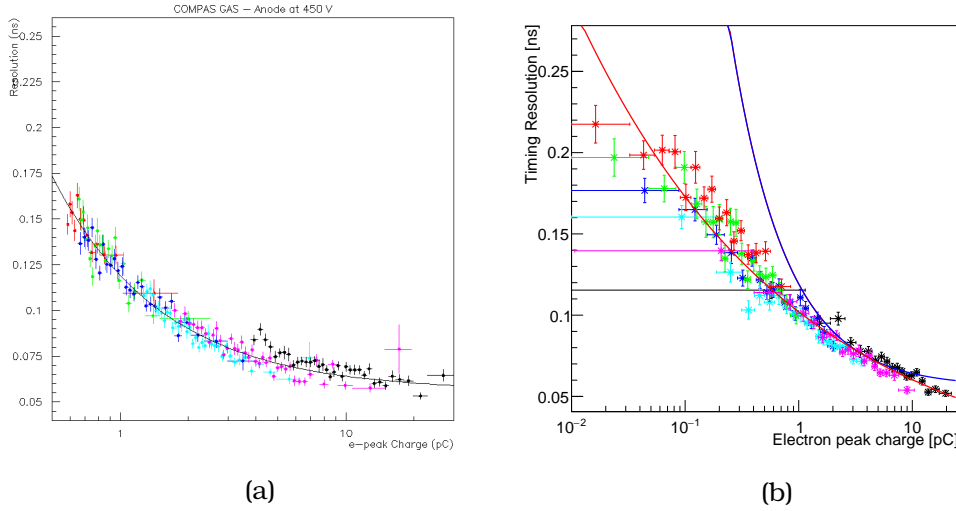 COMPAS GAS — Anode at 450 V
Resolution (ns)
0.25
0.225
0.2
0.175
0.15
0.125
0.1
0.075
0.05
1
10
e-peak Charge (pC)
(a)
Timing Resolution [ns]
0.25
0.2
0.15
0.1
0.05
10⁻²
10⁻¹
1
10
Electron peak charge [pC]
(b)